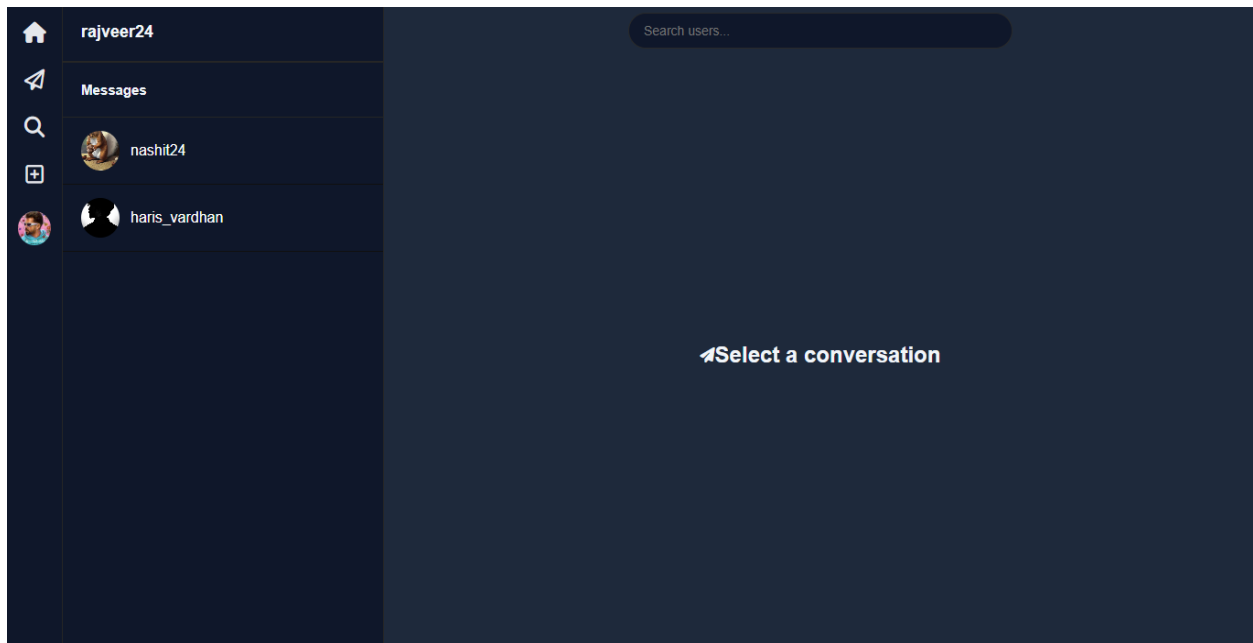 rajveer24
Search users...
Messages
nashit24
haris_vardhan
Select a conversation